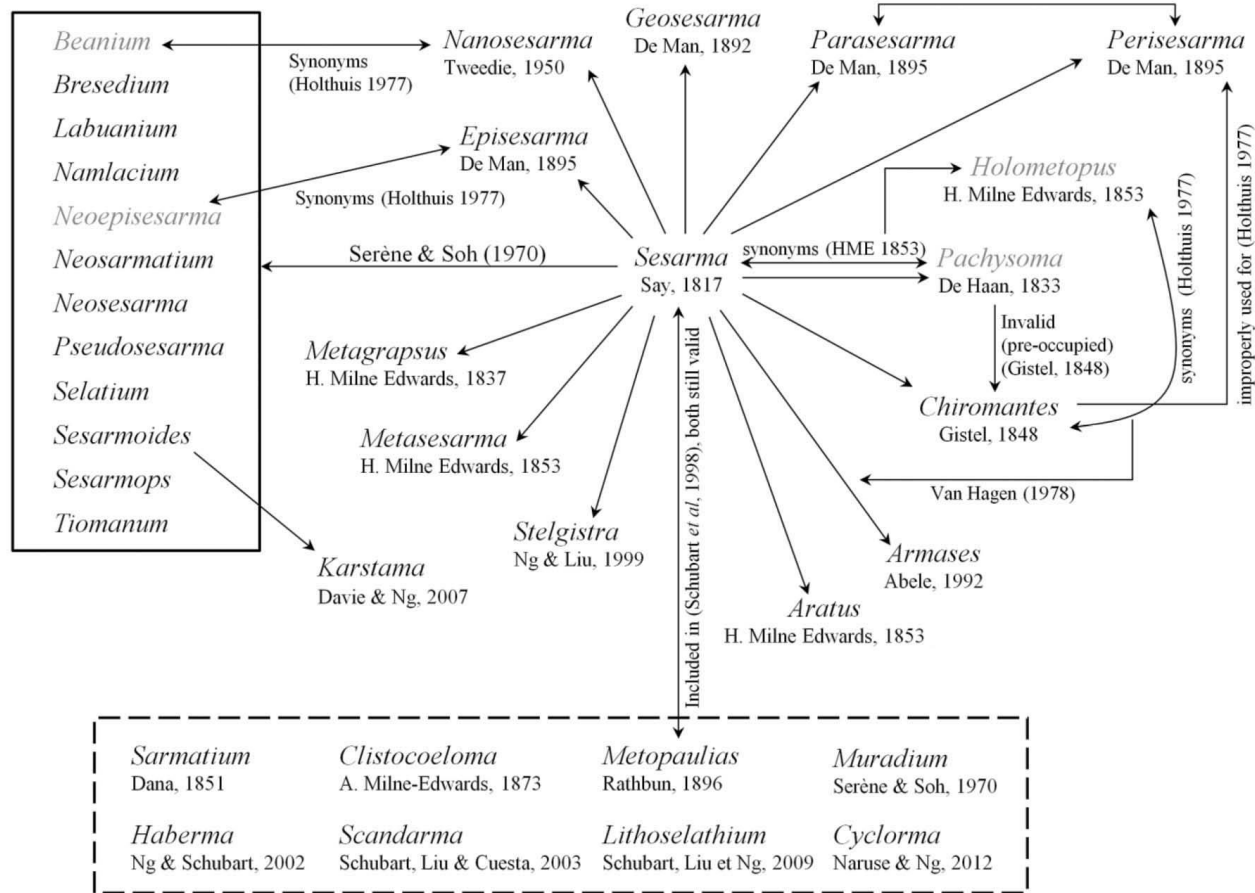 Beanium
Bresedium
Labuanium
Namlacium
Neoepisesarma
Neosarmatium
Neosesarma
Pseudosesarma
Selatium
Sesarmoides
Sesarmops
Tiomanum
Synonyms
(Holthuis 1977)
Nanosesarma
Tweedie, 1950
Geosesarma
De Man, 1892
Parasesarma
De Man, 1895
Perisesarma
De Man, 1895
Episesarma
De Man, 1895
Synonyms (Holthuis 1977)
Holometopus
H. Milne Edwards, 1853
Serène & Soh (1970)
Sesarma
Say, 1817
synonyms (HME 1853)
Pachysoma
De Haan, 1833
Invalid
(pre-occupied)
(Gistel, 1848)
synonyms (Holthuis 1977)
improperly used for (Holthuis 1977)
Metagrapsus
H. Milne Edwards, 1837
Chiromantes
Gistel, 1848
Metasesarma
H. Milne Edwards, 1853
Van Hagen (1978)
Stelgistra
Ng & Liu, 1999
Included in (Schubart et al, 1998), both still valid
Armases
Abele, 1992
Karstama
Davie & Ng, 2007
Aratus
H. Milne Edwards, 1853
Sarmatium
Dana, 1851
Clistocoeloma
A. Milne-Edwards, 1873
Metopaulias
Rathbun, 1896
Muradium
Serène & Soh, 1970
Haberma
Ng & Schubart, 2002
Scandarma
Schubart, Liu & Cuesta, 2003
Lithoselathium
Schubart, Liu et Ng, 2009
Cyclorma
Naruse & Ng, 2012